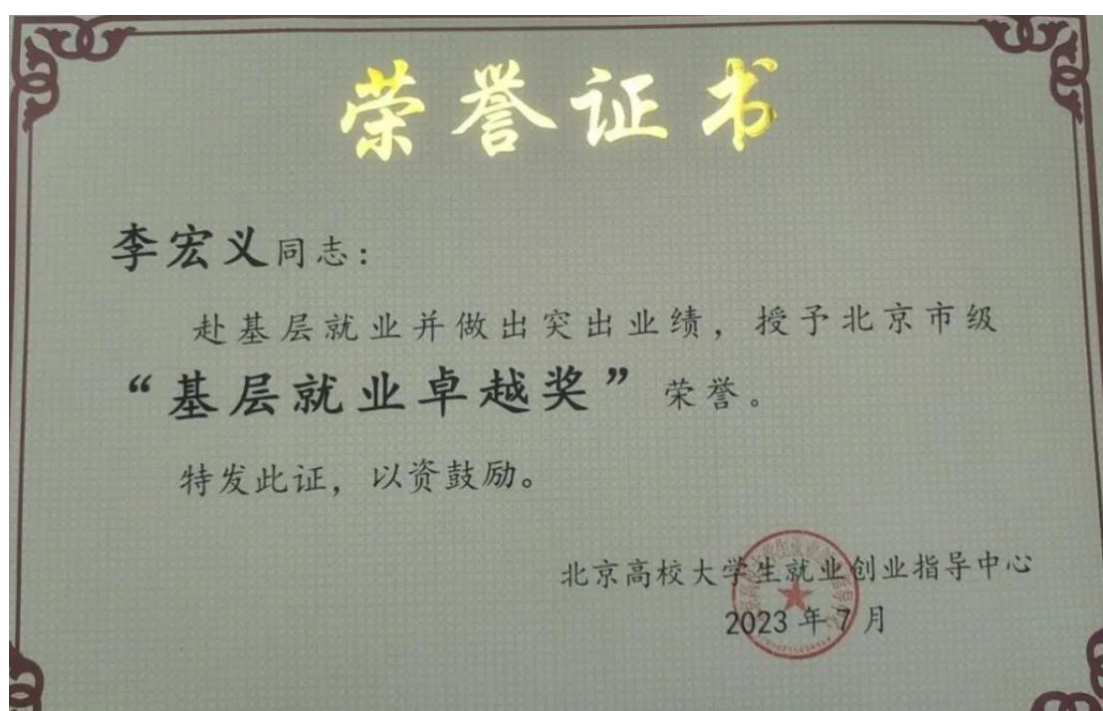 荣誉证书
李宏义同志：
赴基层就业并做出突出业绩，授予北京市级
“基层就业卓越奖”荣誉。
特发此证，以资鼓励。
北京高校大学生就业创业指导中心
2023年7月